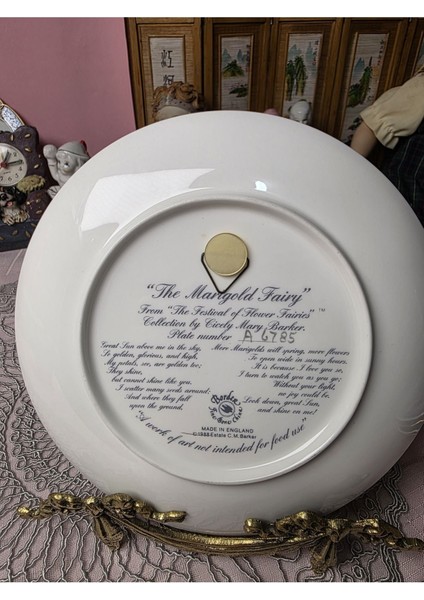 "The Marigold Fairy"
From "The Festival of Flower Fairies" ™
Collection by Cicely Mary Barker.
Plate number A 6785
Great Sun above me in the sky,
So golden, glorious, and high,
My petals, see, are golden too;
They shine,
but cannot shine like you.
I scatter many seeds around;
And where they fall
upon the ground,
More Marigolds will spring, more flowers
To open wide in sunny hours.
It is because I love you so,
I turn to watch you as you go;
Without your light,
no joy could be.
Look down, great Sun,
and shine on me!
MADE IN ENGLAND
©1988 Estate C.M. Barker
"A work of art not intended for food use"